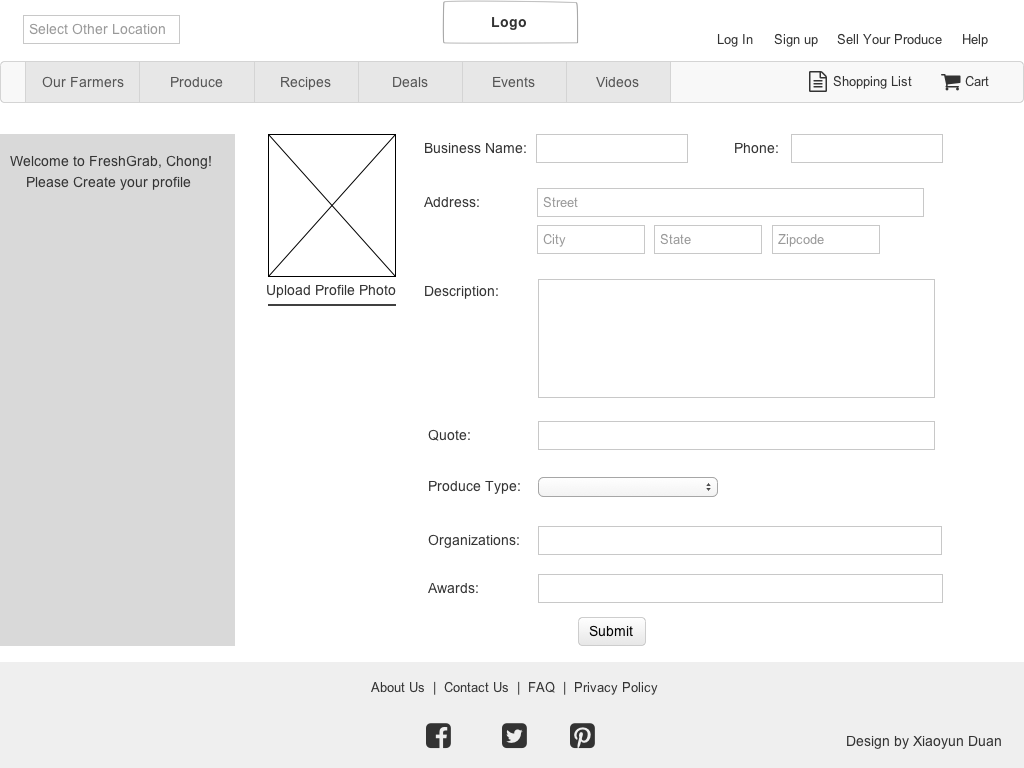 Select Other Location
Logo
Log In Sign up Sell Your Produce Help
Our Farmers Produce Recipes Deals Events Videos Shopping List Cart
Welcome to FreshGrab, Chong!
Please Create your profile
Upload Profile Photo
Business Name: Phone:
Address: Street
City State Zipcode
Description:
Quote:
Produce Type:
Organizations:
Awards:
Submit
About Us | Contact Us | FAQ | Privacy Policy
Design by Xiaoyun Duan